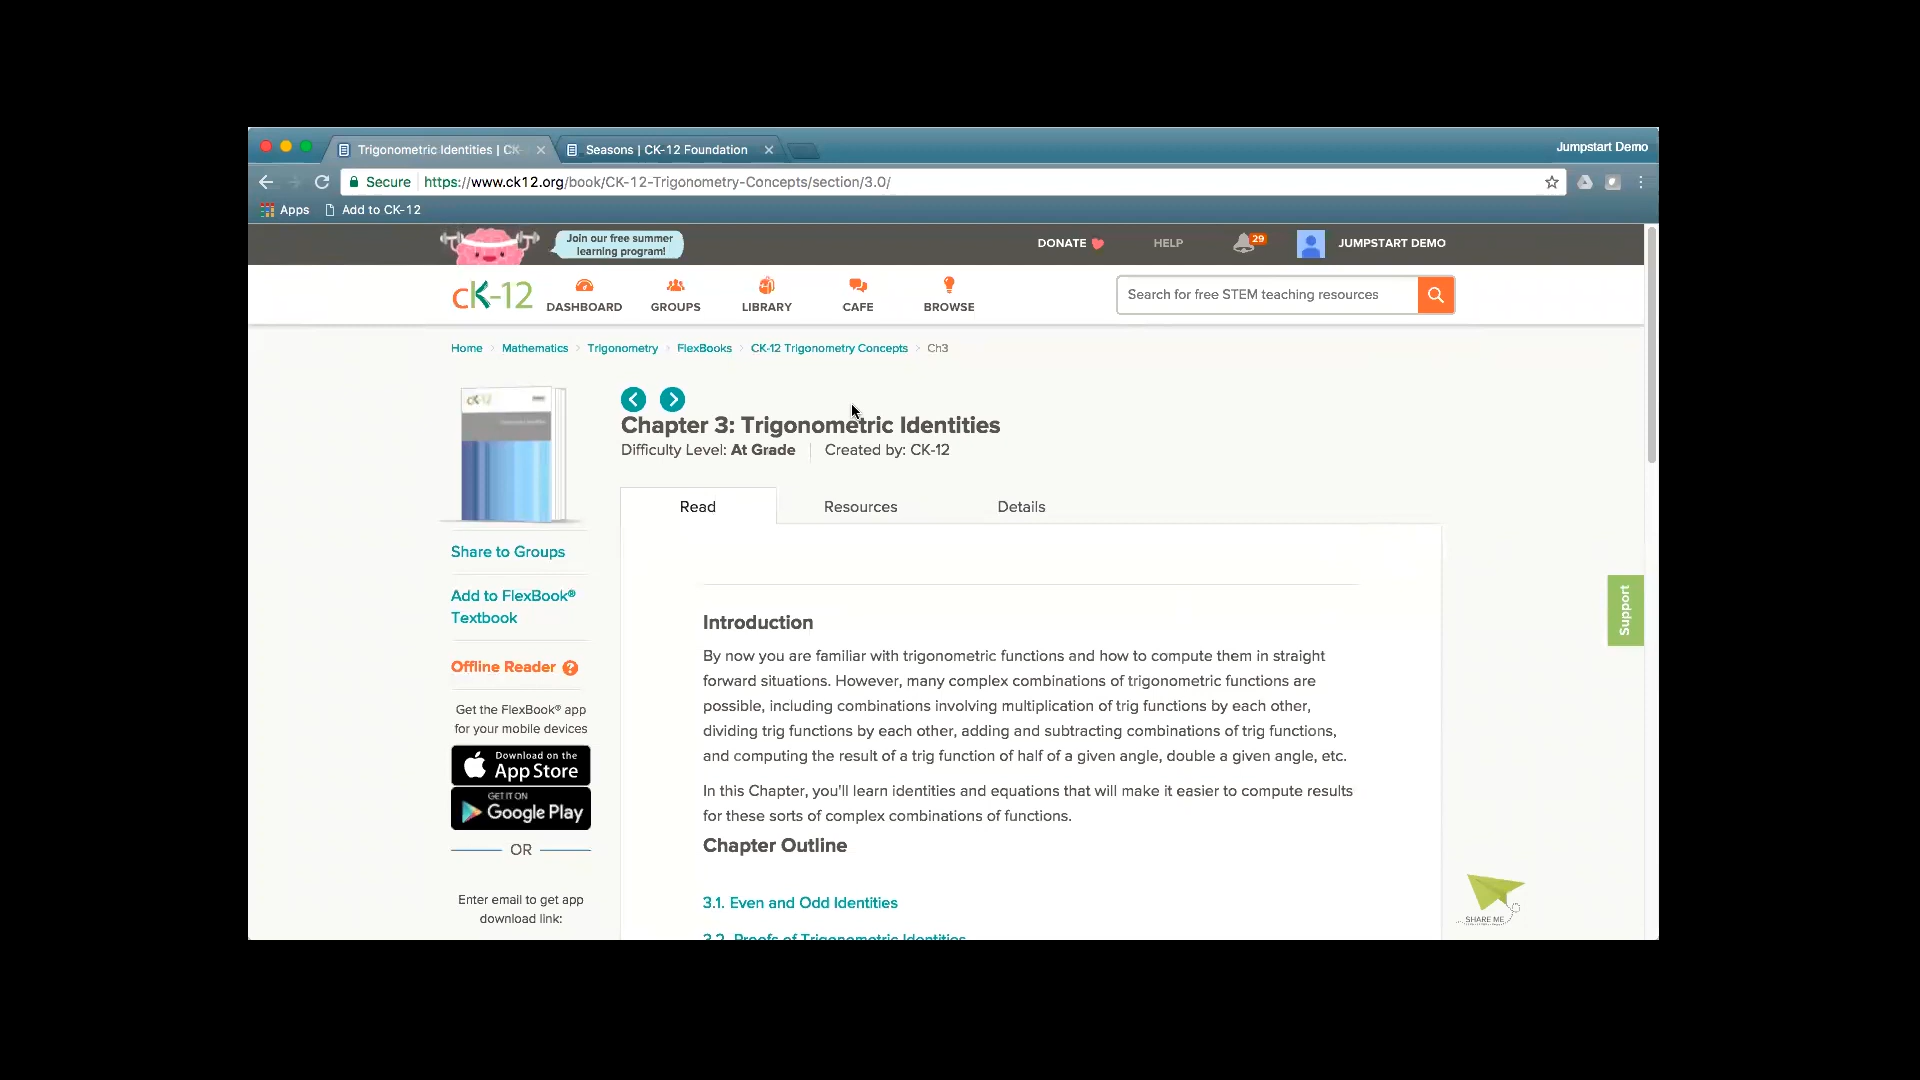 Trigonometric Identities | CK-
Seasons | CK-12 Foundation
Jumpstart Demo
Secure
https://www.ck12.org/book/CK-12-Trigonometry-Concepts/section/3.0/
Apps
Add to CK-12
Join our free summer
learning program!
DONATE
HELP
29
JUMPSTART DEMO
cK-12
DASHBOARD
GROUPS
LIBRARY
CAFE
BROWSE
Search for free STEM teaching resources
Home
Mathematics
Trigonometry
FlexBooks
CK-12 Trigonometry Concepts
Ch3
Chapter 3: Trigonometric Identities
Difficulty Level: At Grade
Created by: CK-12
Read
Resources
Details
cK-12
Share to Groups
Add to FlexBook®
Textbook
Offline Reader ?
Get the FlexBook® app
for your mobile devices
Download on the
App Store
GET IT ON
Google Play
OR
Enter email to get app
download link:
Introduction
By now you are familiar with trigonometric functions and how to compute them in straight
forward situations. However, many complex combinations of trigonometric functions are
possible, including combinations involving multiplication of trig functions by each other,
dividing trig functions by each other, adding and subtracting combinations of trig functions,
and computing the result of a trig function of half of a given angle, double a given angle, etc.
In this Chapter, you'll learn identities and equations that will make it easier to compute results
for these sorts of complex combinations of functions.
Chapter Outline
3.1. Even and Odd Identities
3.2. Proofs of Trigonometric Identities
Support
SHARE ME